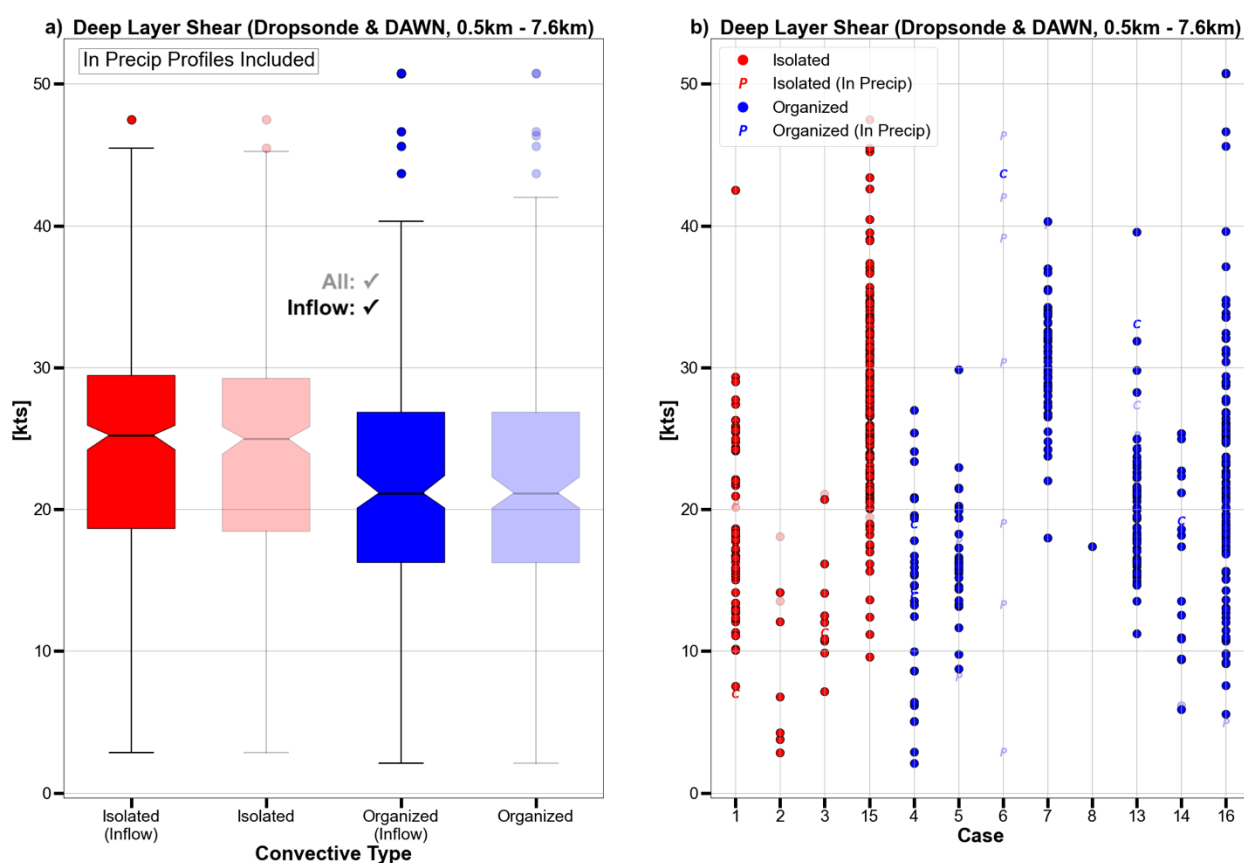 a) Deep Layer Shear (Dropsonde & DAWN, 0.5km - 7.6km)
In Precip Profiles Included
50
40
30
20
10
0
[kts]
All: ✓
Inflow: ✓
Isolated
(Inflow)
Isolated
Organized
(Inflow)
Organized
Convective Type
b) Deep Layer Shear (Dropsonde & DAWN, 0.5km - 7.6km)
Isolated
P Isolated (In Precip)
Organized
P Organized (In Precip)
50
40
30
20
10
0
[kts]
P
C
P
P
C
P
P
C
P
C
C
P
C
P
C
P
C
P
P
1 2 3 15 4 5 6 7 8 13 14 16
Case